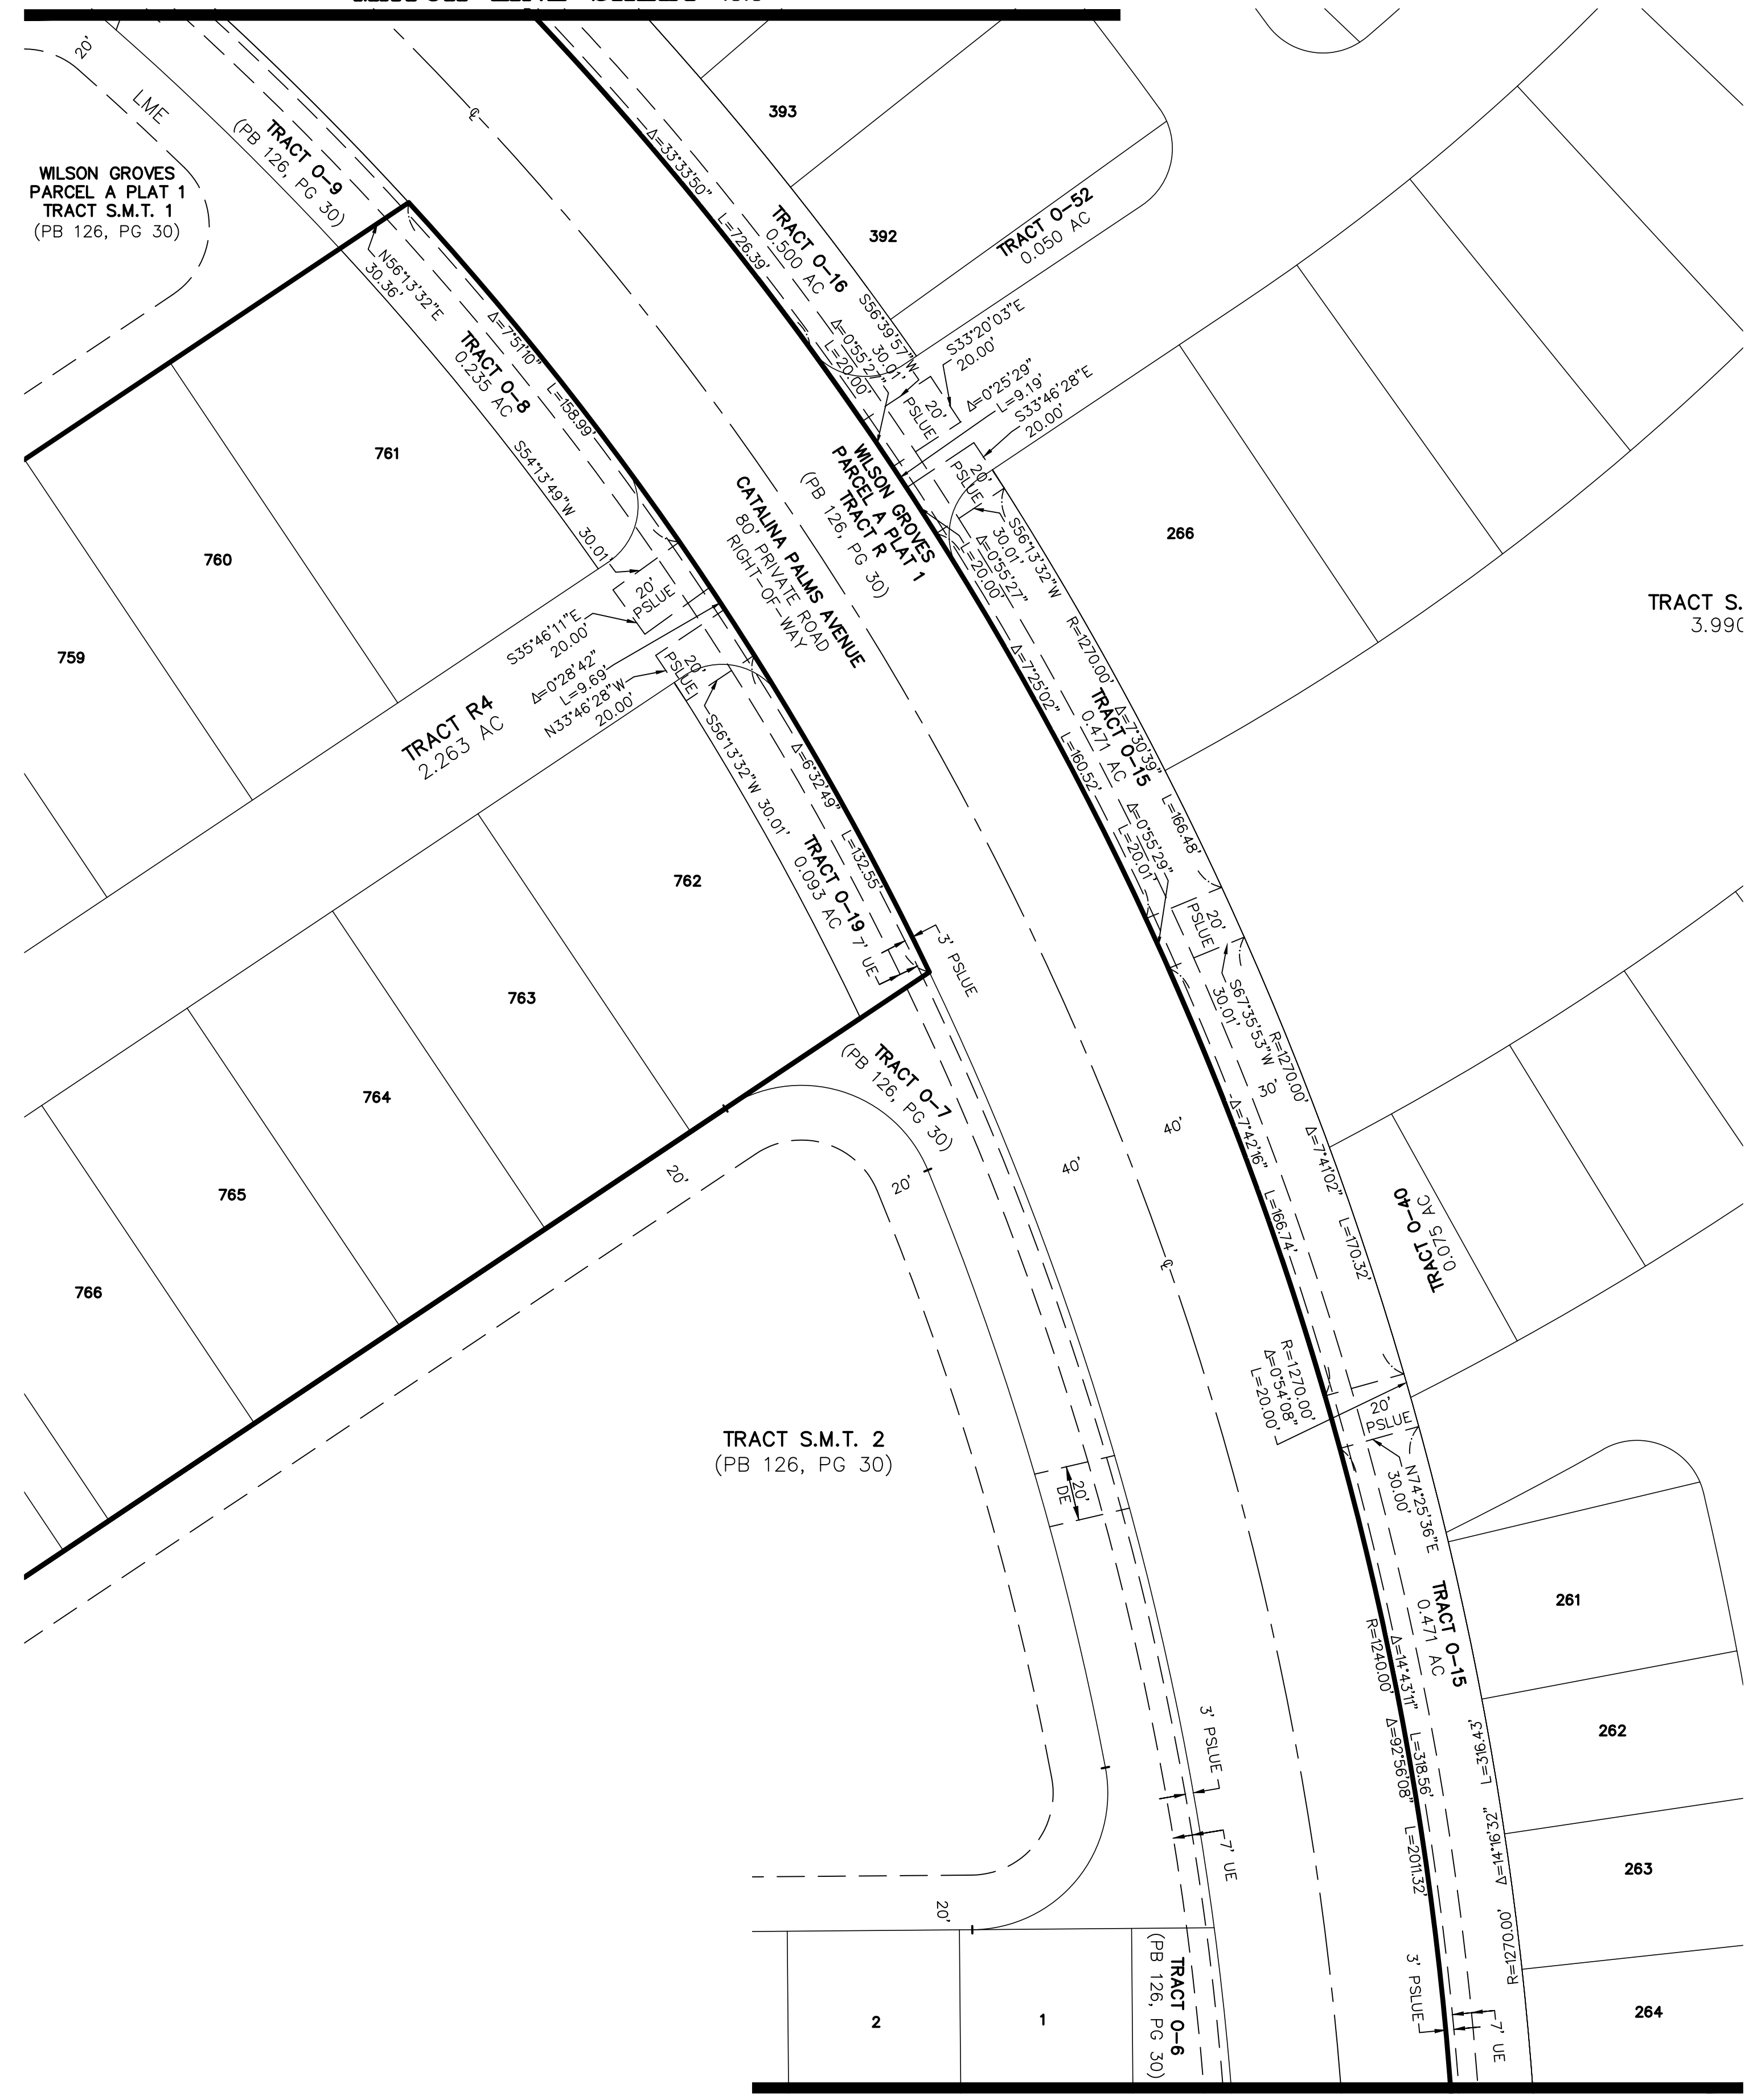 20'
LME
WILSON GROVES
PARCEL A PLAT 1
TRACT S.M.T. 1
(PB 126, PG 30)
TRACT O-9
(PB 126, PG 30)
N56°13'32"E
30.36'
℄
Δ=33°33'50"
L=726.39'
393
392
TRACT O-16
0.500 AC
TRACT O-52
0.050 AC
S56°39'57"W
30.01'
Δ=0°55'27"
L=20.00'
S33°20'03"E
20.00'
20'
PSLUE
Δ=0°25'29"
L=9.19'
S33°46'28"E
20.00'
20'
PSLUE
Δ=7°51'10"
L=158.99'
TRACT O-8
0.235 AC
S54°13'49"W
30.01'
761
760
759
20'
PSLUE
S35°46'11"E
20.00'
Δ=0°28'42"
L=9.69'
N33°46'28"W
20.00'
20'
PSLUE
TRACT R4
2.263 AC
CATALINA PALMS AVENUE
80' PRIVATE ROAD
RIGHT-OF-WAY
WILSON GROVES
PARCEL A PLAT 1
TRACT R
(PB 126, PG 30)
S56°13'32"W
30.01'
Δ=0°55'27"
L=20.00'
266
TRACT S.
3.990
R=1270.00'
Δ=7°30'39"
L=166.48'
Δ=7°25'02"
L=160.52'
TRACT O-15
0.471 AC
Δ=0°55'29"
L=20.01'
20'
PSLUE
S56°13'32"W
30.01'
Δ=6°32'49"
L=132.55'
TRACT O-19
0.093 AC
7' UE
3' PSLUE
762
763
764
765
766
S67°35'53"W
30.01'
30'
R=1270.00'
Δ=7°41'02"
L=170.32'
Δ=7°42'16"
L=166.74'
TRACT O-7
(PB 126, PG 30)
20'
20'
40'
40'
℄
TRACT O-40
0.075 AC
R=1270.00'
Δ=0°54'08"
L=20.00'
20'
PSLUE
N74°25'36"E
30.00'
TRACT S.M.T. 2
(PB 126, PG 30)
20'
DE
TRACT O-15
0.471 AC
R=1240.00'
Δ=14°43'11"
L=318.56'
Δ=92°56'08"
L=2011.32'
L=316.43'
Δ=14°16'32"
R=1270.00'
261
262
263
264
3' PSLUE
7' UE
20'
TRACT O-6
(PB 126, PG 30)
2
1
3' PSLUE
7' UE